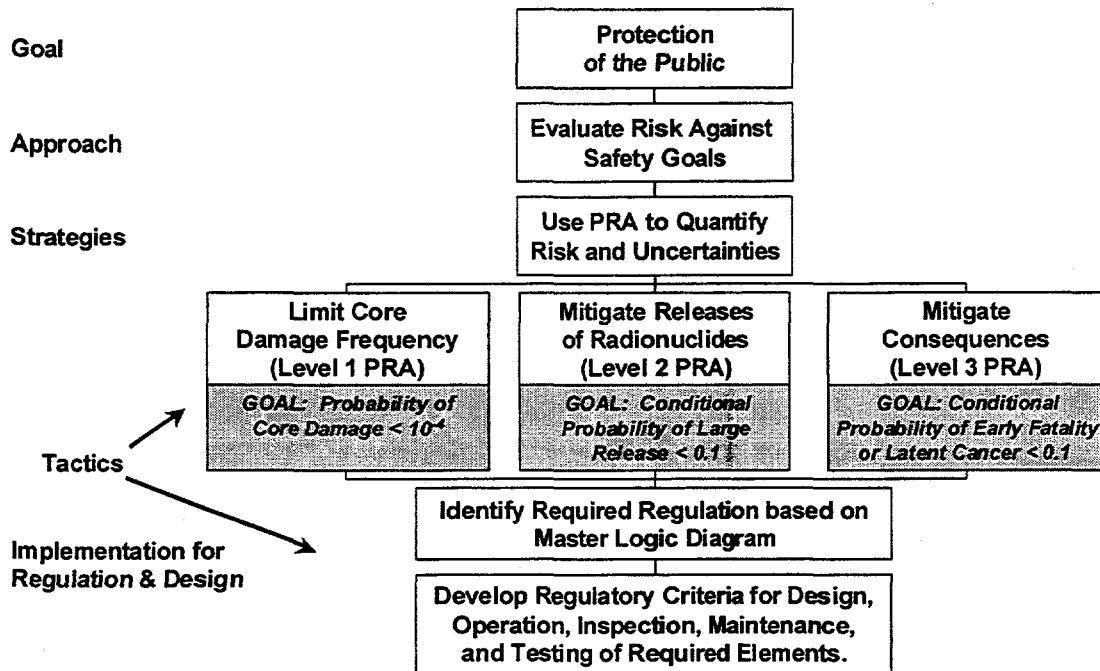 Goal
Protection
of the Public
Approach
Evaluate Risk Against
Safety Goals
Strategies
Use PRA to Quantify
Risk and Uncertainties
Limit Core
Damage Frequency
(Level 1 PRA)
GOAL: Probability of
Core Damage < 10⁻⁴
Mitigate Releases
of Radionuclides
(Level 2 PRA)
GOAL: Conditional
Probability of Large
Release < 0.1
Mitigate
Consequences
(Level 3 PRA)
GOAL: Conditional
Probability of Early Fatality
or Latent Cancer < 0.1
Tactics
Identify Required Regulation based on
Master Logic Diagram
Implementation for
Regulation & Design
Develop Regulatory Criteria for Design,
Operation, Inspection, Maintenance,
and Testing of Required Elements.